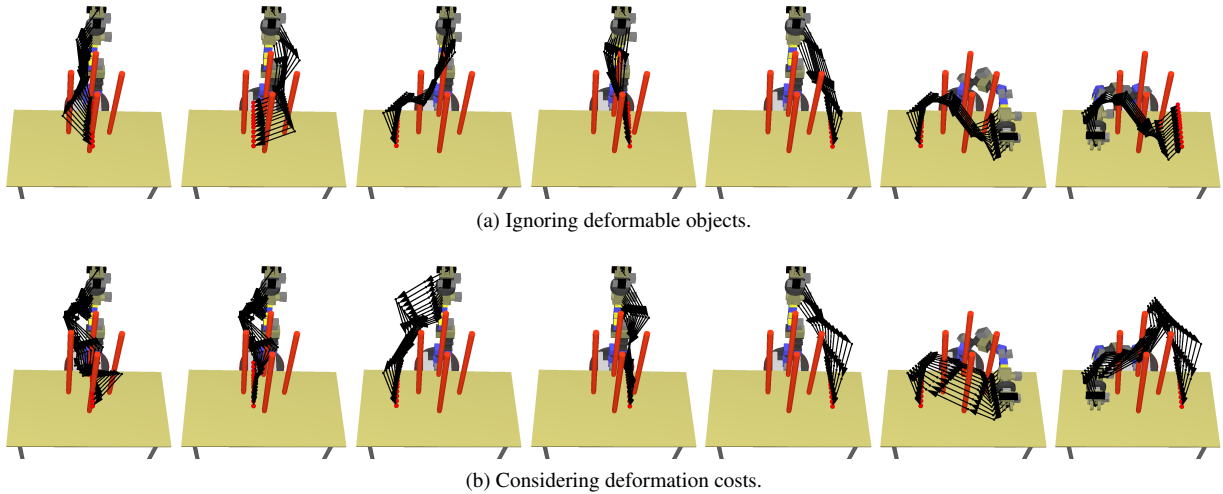 (a) Ignoring deformable objects.
(b) Considering deformation costs.